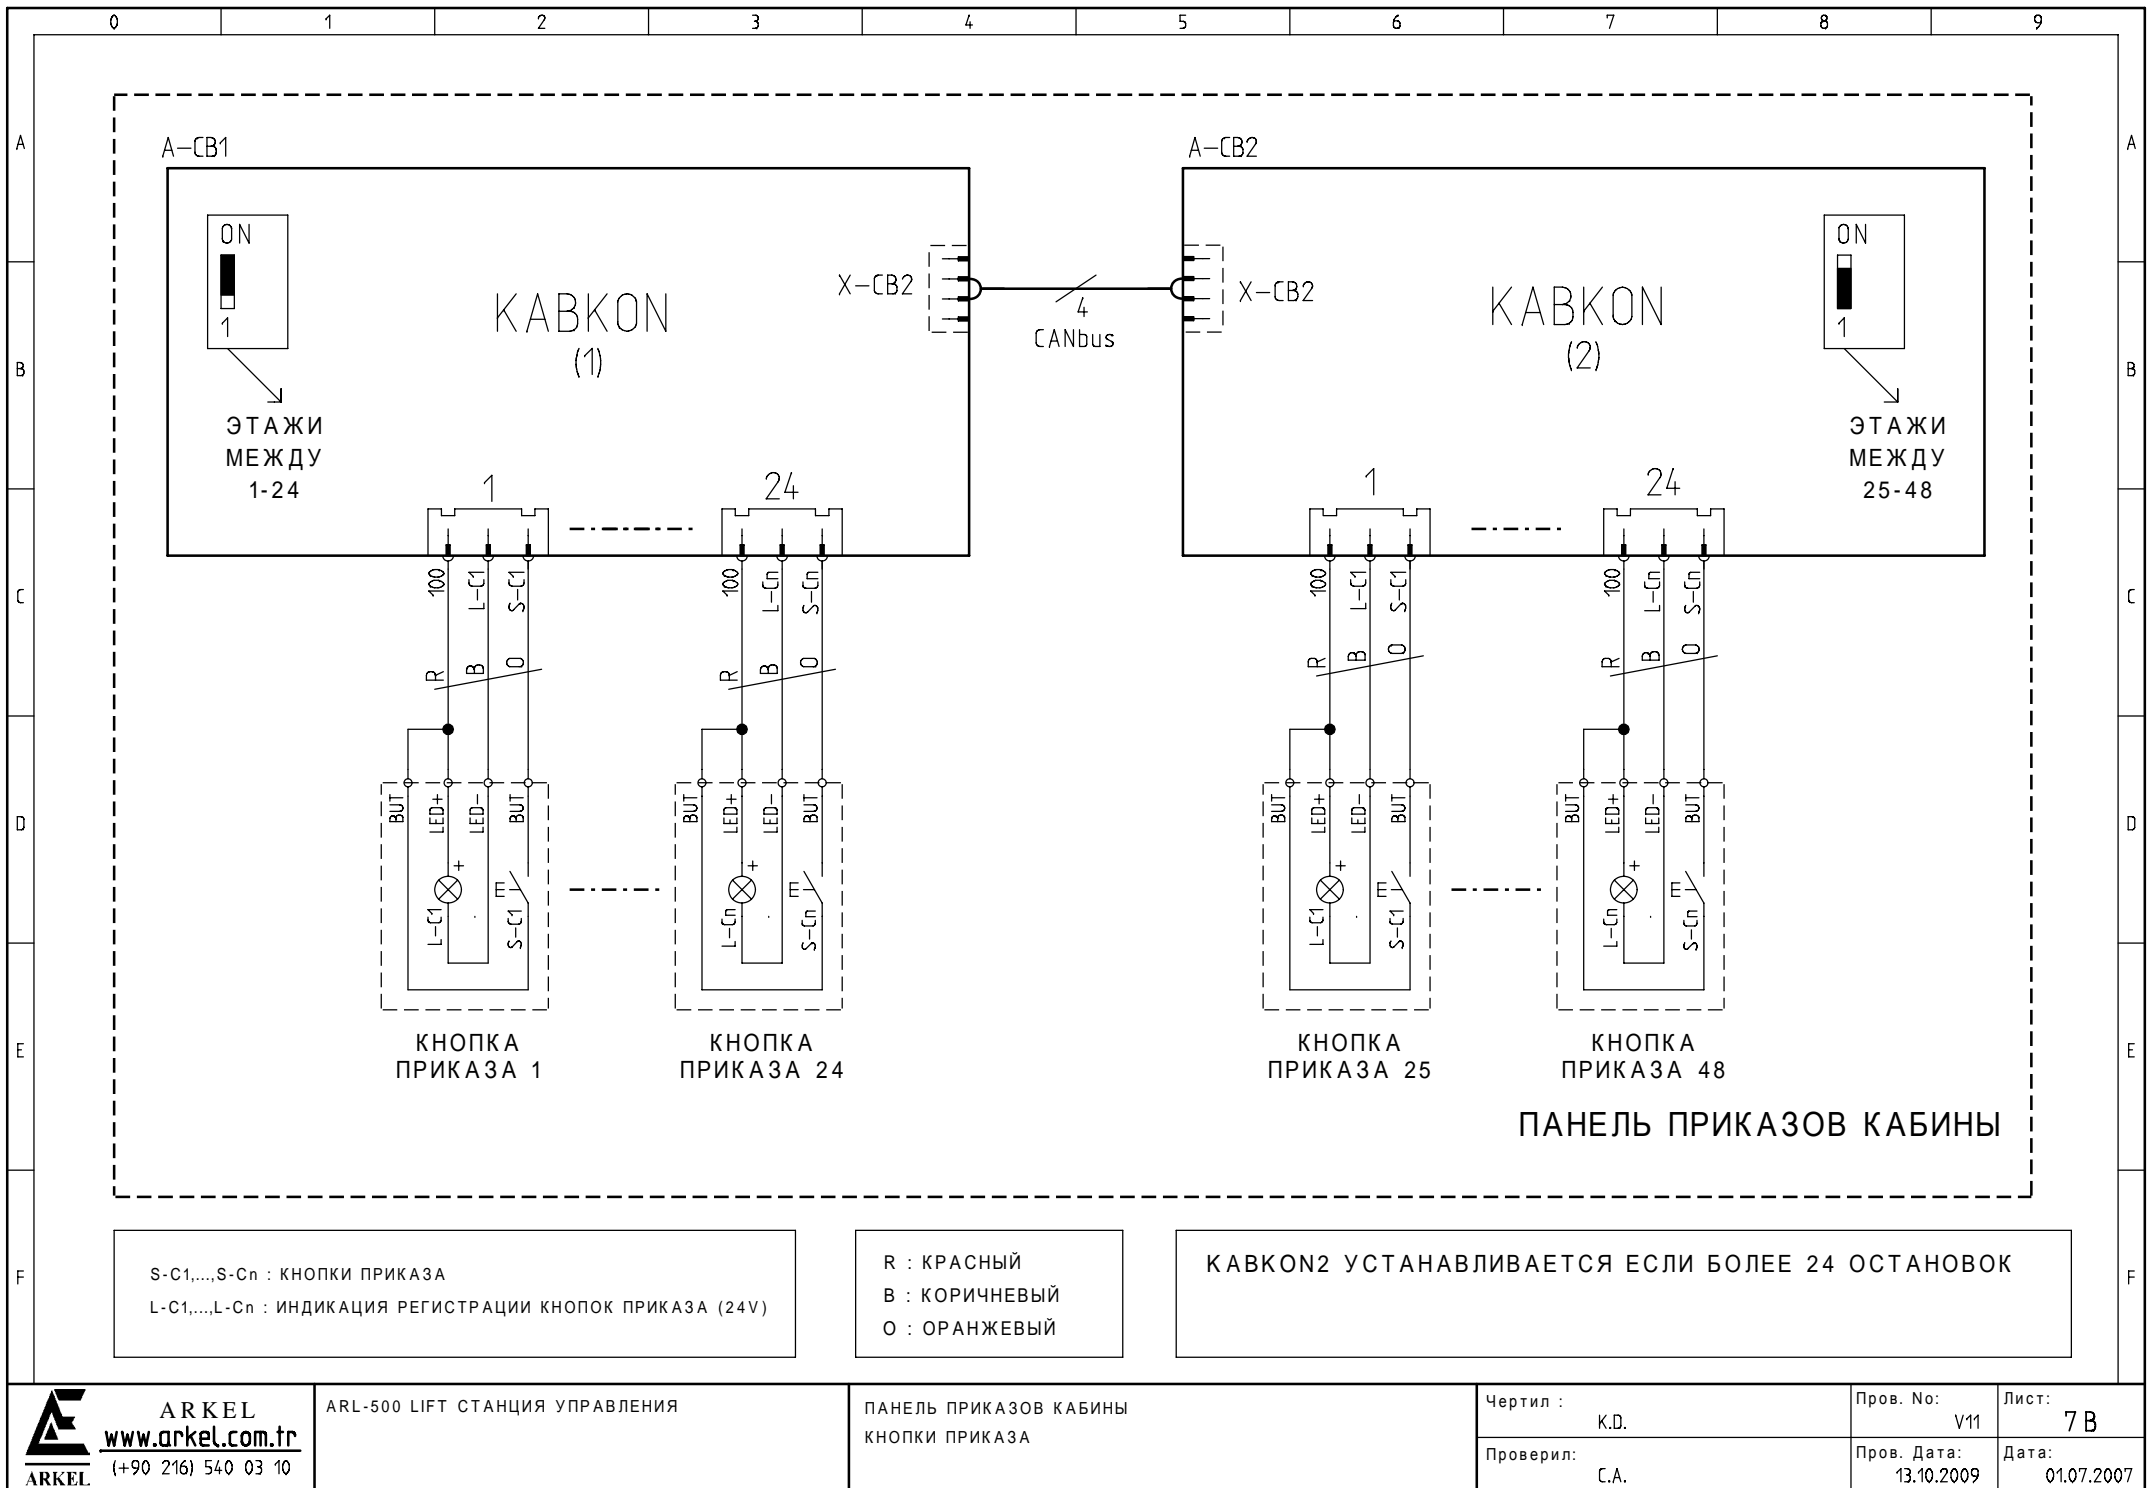 0 1 2 3 4 5 6 7 8 9
A A
B B
C C
D D
E E
F F
A-CB1
ON
1
ЭТАЖИ
МЕЖДУ
1-24
KABKON
(1)
X-CB2
4
CANbus
A-CB2
X-CB2
KABKON
(2)
ON
1
ЭТАЖИ
МЕЖДУ
25-48
1 24 1 24
100 L-C1 S-C1 100 L-Cn S-Cn 100 L-C1 S-C1 100 L-Cn S-Cn
R B O R B O R B O R B O
BUT LED+ LED- BUT BUT LED+ LED- BUT BUT LED+ LED- BUT BUT LED+ LED- BUT
+ + + +
E E E E
L-C1 S-C1 L-Cn S-Cn L-C1 S-C1 L-Cn S-Cn
КНОПКА
ПРИКАЗА 1
КНОПКА
ПРИКАЗА 24
КНОПКА
ПРИКАЗА 25
КНОПКА
ПРИКАЗА 48
ПАНЕЛЬ ПРИКАЗОВ КАБИНЫ
S-C1,...,S-Cn : КНОПКИ ПРИКАЗА
L-C1,...,L-Cn : ИНДИКАЦИЯ РЕГИСТРАЦИИ КНОПОК ПРИКАЗА (24V)
R : КРАСНЫЙ
B : КОРИЧНЕВЫЙ
O : ОРАНЖЕВЫЙ
KABKON2 УСТАНАВЛИВАЕТСЯ ЕСЛИ БОЛЕЕ 24 ОСТАНОВОК
ARKEL
ARKEL
www.arkel.com.tr
(+90 216) 540 03 10
ARL-500 LIFT СТАНЦИЯ УПРАВЛЕНИЯ
ПАНЕЛЬ ПРИКАЗОВ КАБИНЫ
КНОПКИ ПРИКАЗА
Чертил :
K.D.
Проверил:
C.A.
Пров. No:
V11
Пров. Дата:
13.10.2009
Лист:
7 B
Дата:
01.07.2007